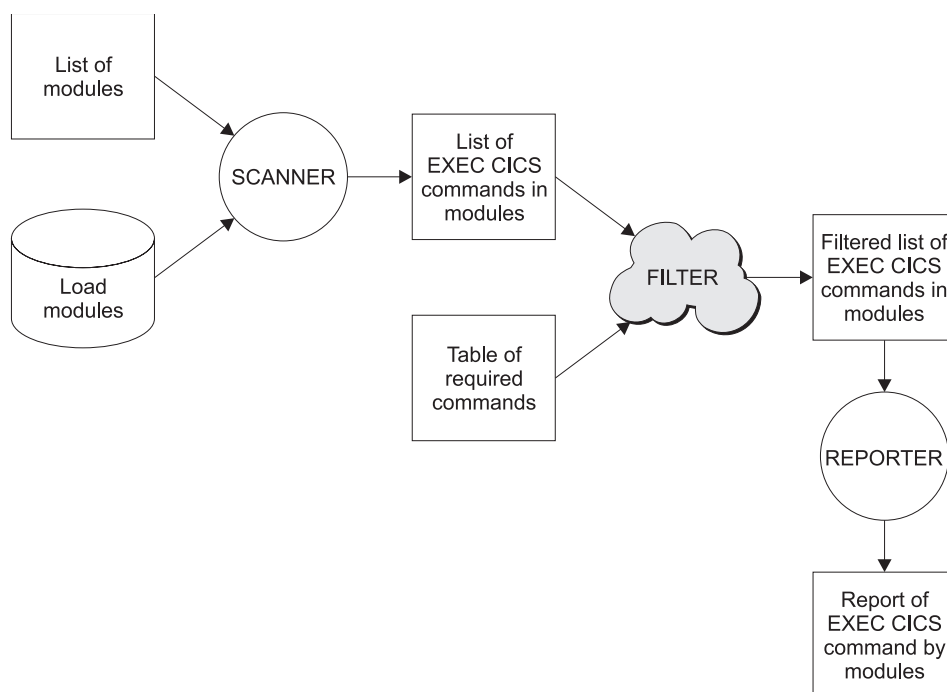 List of
modules
SCANNER
Load
modules
List of
EXEC CICS
commands in
modules
Table of
required
commands
FILTER
Filtered list of
EXEC CICS
commands in
modules
REPORTER
Report of
EXEC CICS
command by
modules